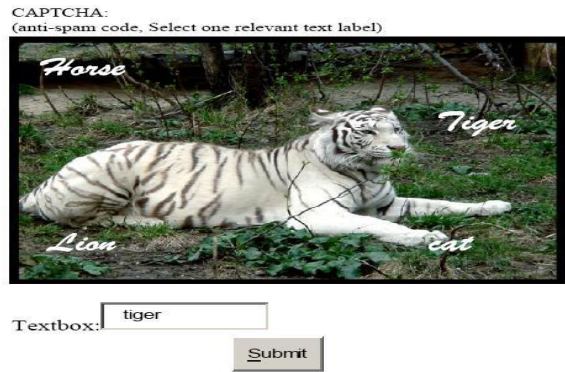 CAPTCHA:
(anti-spam code, Select one relevant text label)
Horse
Tiger
Lion
cat
Textbox: tiger
Submit